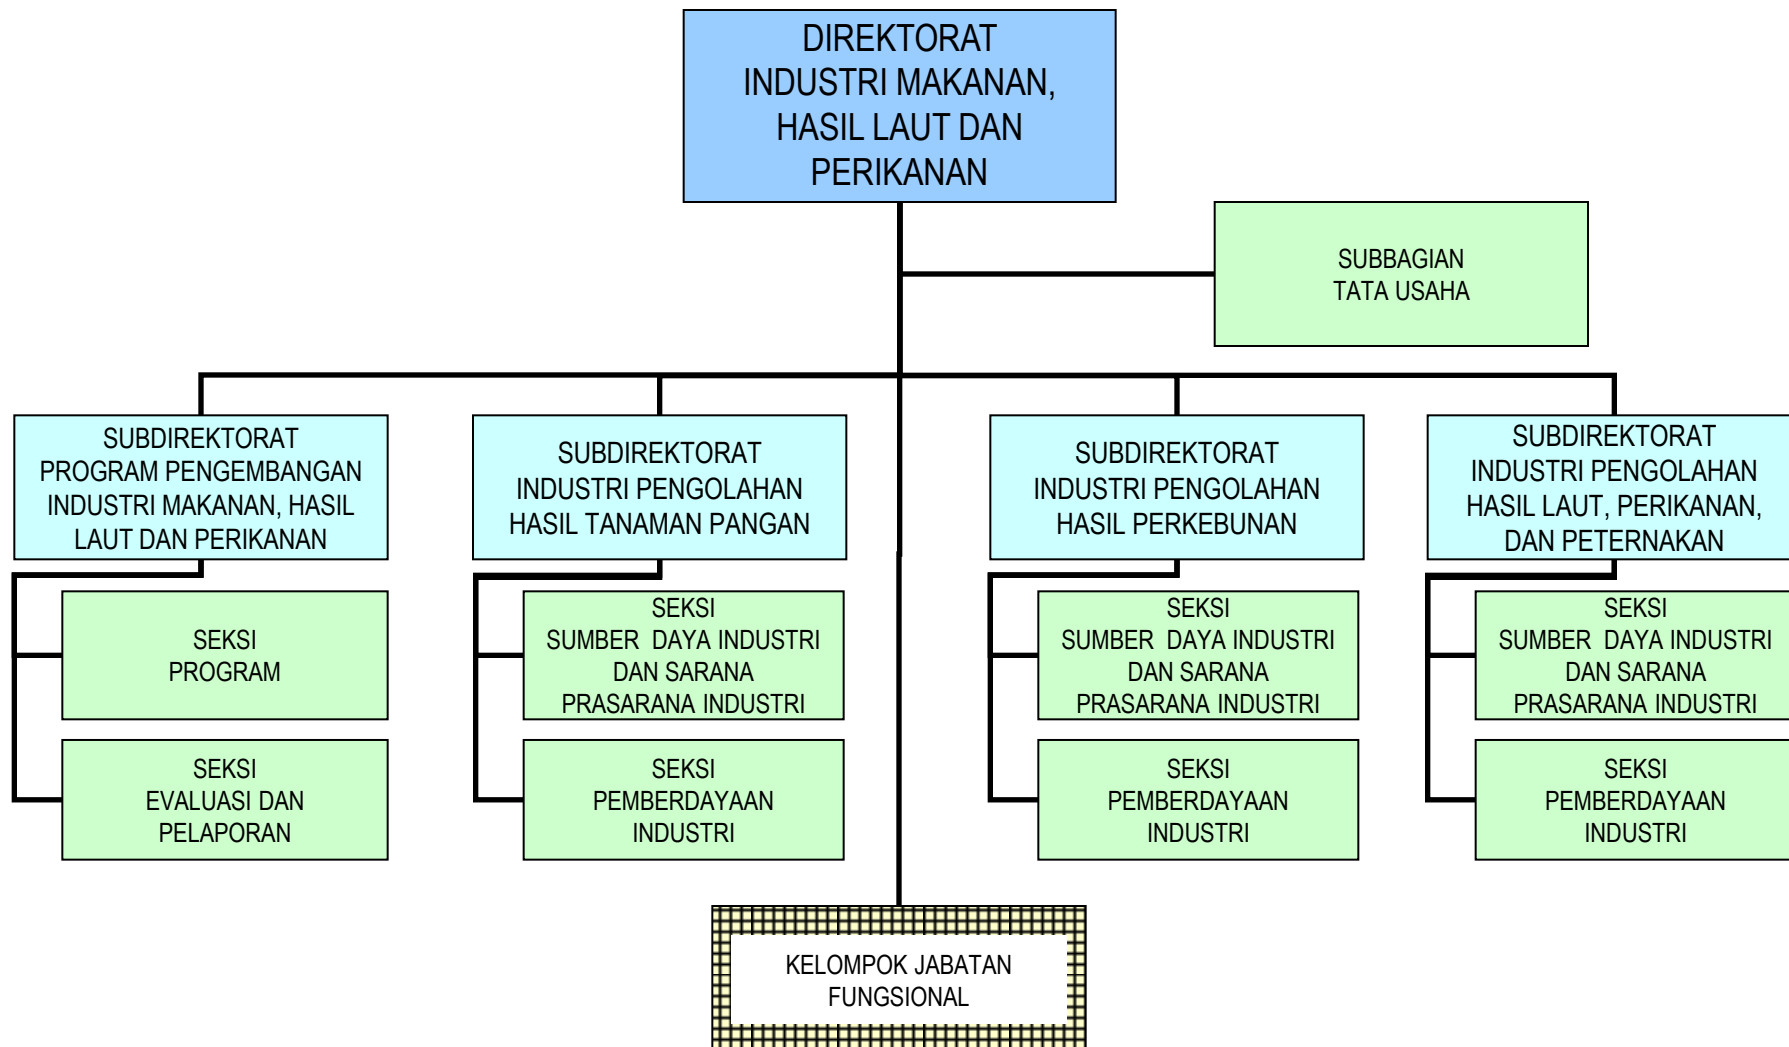 DIREKTORAT
INDUSTRI MAKANAN,
HASIL LAUT DAN
PERIKANAN
SUBBAGIAN
TATA USAHA
SUBDIREKTORAT
PROGRAM PENGEMBANGAN
INDUSTRI MAKANAN, HASIL
LAUT DAN PERIKANAN
SUBDIREKTORAT
INDUSTRI PENGOLAHAN
HASIL TANAMAN PANGAN
SUBDIREKTORAT
INDUSTRI PENGOLAHAN
HASIL PERKEBUNAN
SUBDIREKTORAT
INDUSTRI PENGOLAHAN
HASIL LAUT, PERIKANAN,
DAN PETERNAKAN
SEKSI
PROGRAM
SEKSI
SUMBER DAYA INDUSTRI
DAN SARANA
PRASARANA INDUSTRI
SEKSI
SUMBER DAYA INDUSTRI
DAN SARANA
PRASARANA INDUSTRI
SEKSI
SUMBER DAYA INDUSTRI
DAN SARANA
PRASARANA INDUSTRI
SEKSI
EVALUASI DAN
PELAPORAN
SEKSI
PEMBERDAYAAN
INDUSTRI
SEKSI
PEMBERDAYAAN
INDUSTRI
SEKSI
PEMBERDAYAAN
INDUSTRI
KELOMPOK JABATAN
FUNGSIONAL